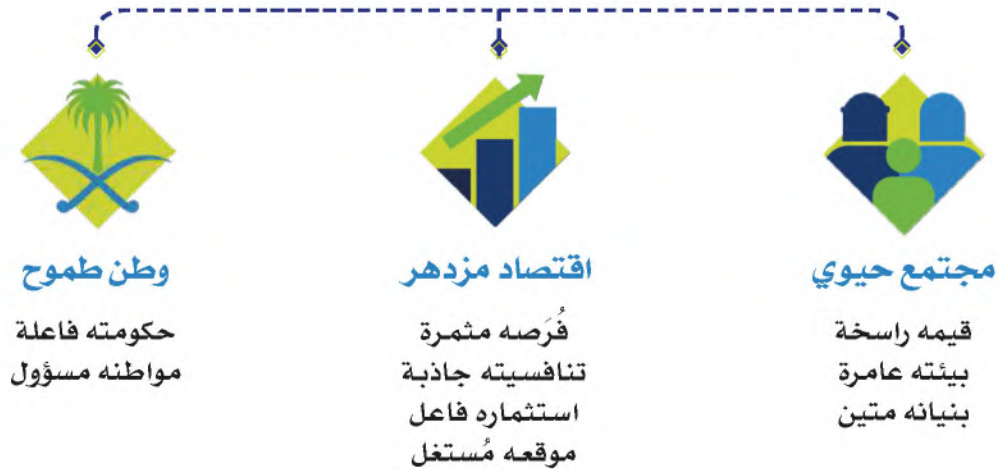 مجتمع حيوي
قيمه راسخة
بيئته عامرة
بنيانه متين
اقتصاد مزدهر
فُرَصه مثمرة
تنافسيته جاذبة
استثماره فاعل
موقعه مُستغل
وطن طموح
حكومته فاعلة
مواطنه مسؤول